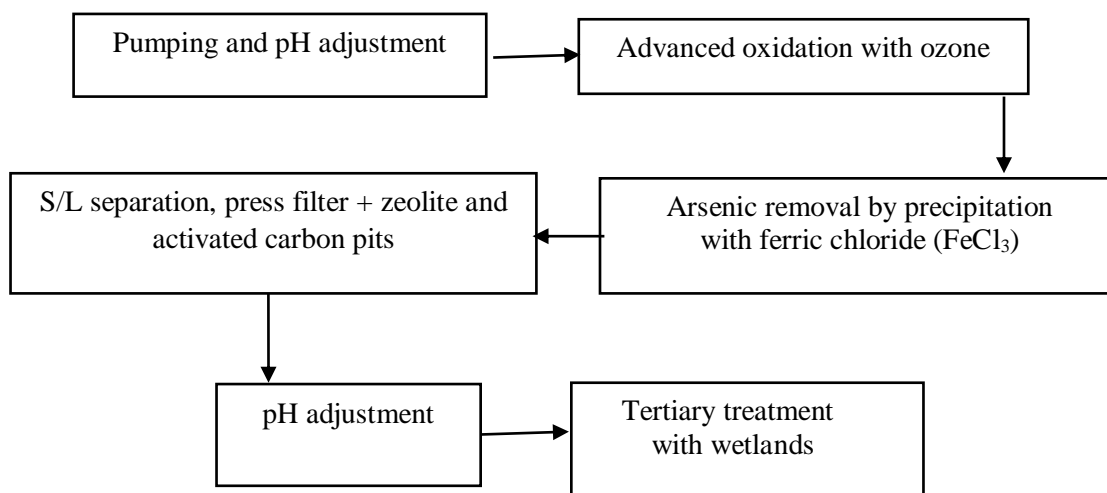 Pumping and pH adjustment
Advanced oxidation with ozone
Arsenic removal by precipitation
with ferric chloride (FeCl₃)
S/L separation, press filter + zeolite and
activated carbon pits
pH adjustment
Tertiary treatment
with wetlands